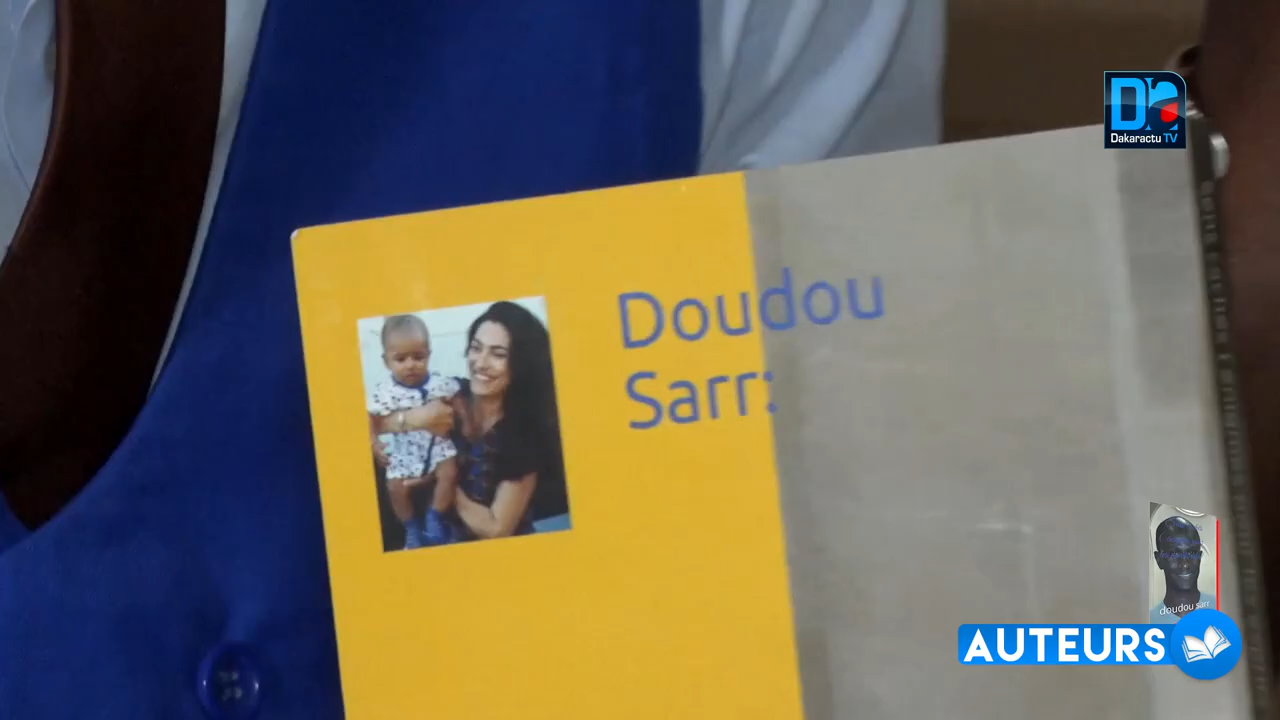 Dakaractu TV
Doudou
Sarr:
doudou sarr
AUTEURS